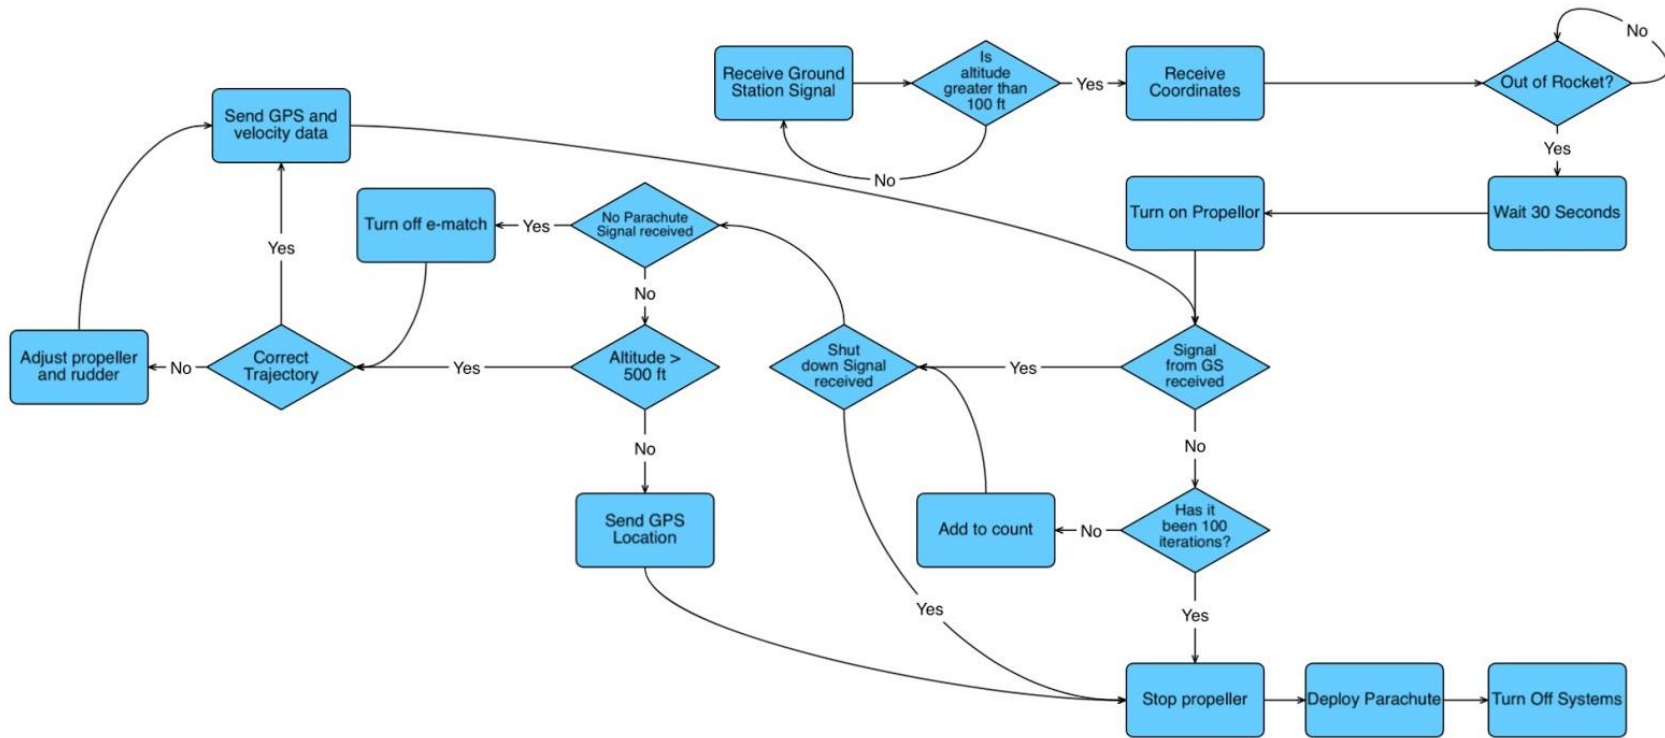 Receive Ground
Station Signal
Is
altitude
greater than
100 ft
Yes
No
Receive
Coordinates
Out of Rocket?
No
Yes
Wait 30 Seconds
Turn on Propellor
Send GPS and
velocity data
Turn off e-match
Yes
No Parachute
Signal received
No
Yes
Adjust propeller
and rudder
No
Correct
Trajectory
Yes
Altitude >
500 ft
No
Shut
down Signal
received
Yes
Signal
from GS
received
No
Send GPS
Location
Add to count
No
Has it
been 100
iterations?
Yes
Yes
Stop propeller
Deploy Parachute
Turn Off Systems